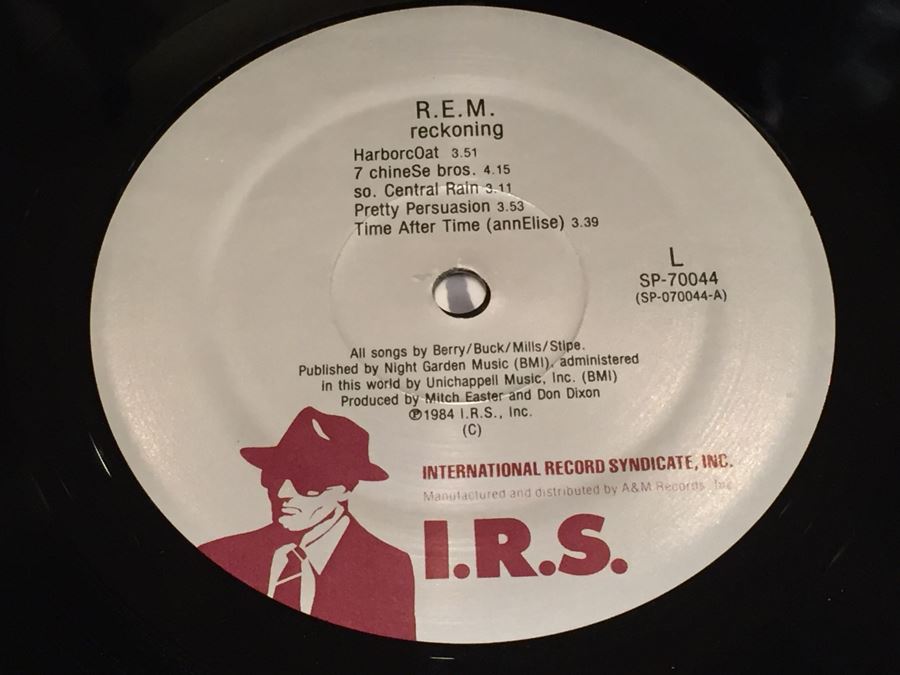 R.E.M.
reckoning
HarborcOat 3.51
7 chineSe bros. 4.15
so. Central Rain 3.11
Pretty Persuasion 3.53
Time After Time (annElise) 3.39
L
SP-70044
(SP-070044-A)
All songs by Berry/Buck/Mills/Stipe.
Published by Night Garden Music (BMI), administered
in this world by Unichappell Music, Inc. (BMI)
Produced by Mitch Easter and Don Dixon
℗1984 I.R.S., Inc.
(C)
INTERNATIONAL RECORD SYNDICATE, INC.
Manufactured and distributed by A&M Records, Inc.
I.R.S.